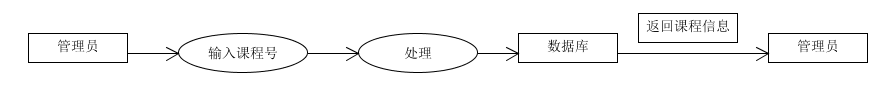 管理员
输入课程号
处理
数据库
返回课程信息
管理员